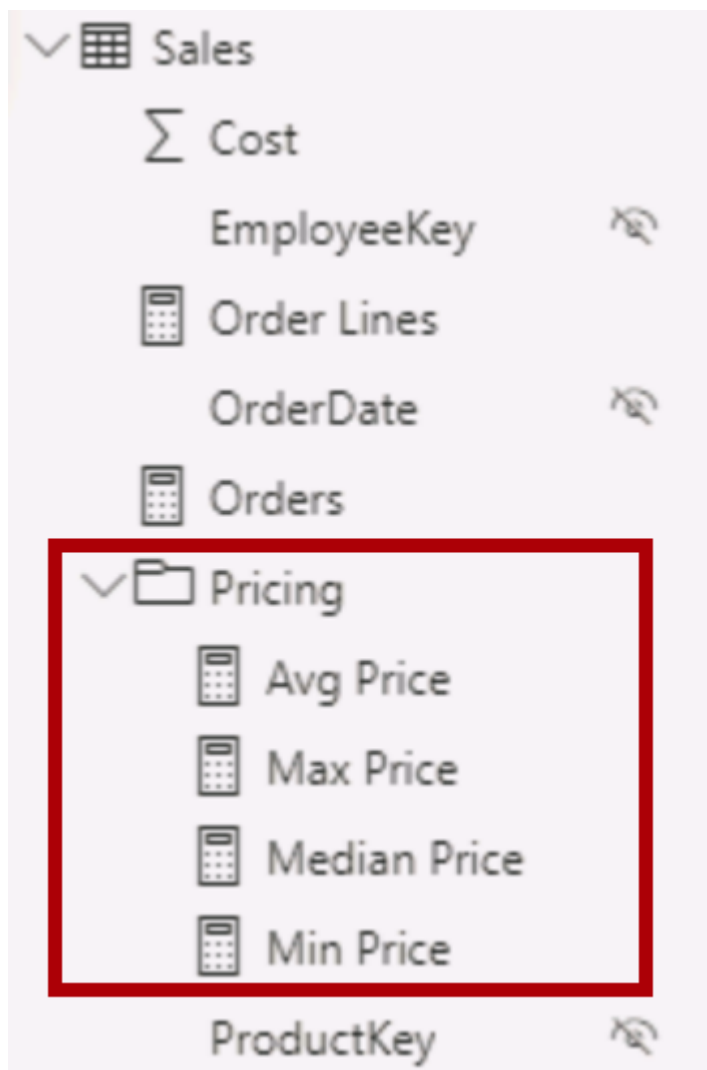 Sales
Cost
EmployeeKey
Order Lines
OrderDate
Orders
Pricing
Avg Price
Max Price
Median Price
Min Price
ProductKey